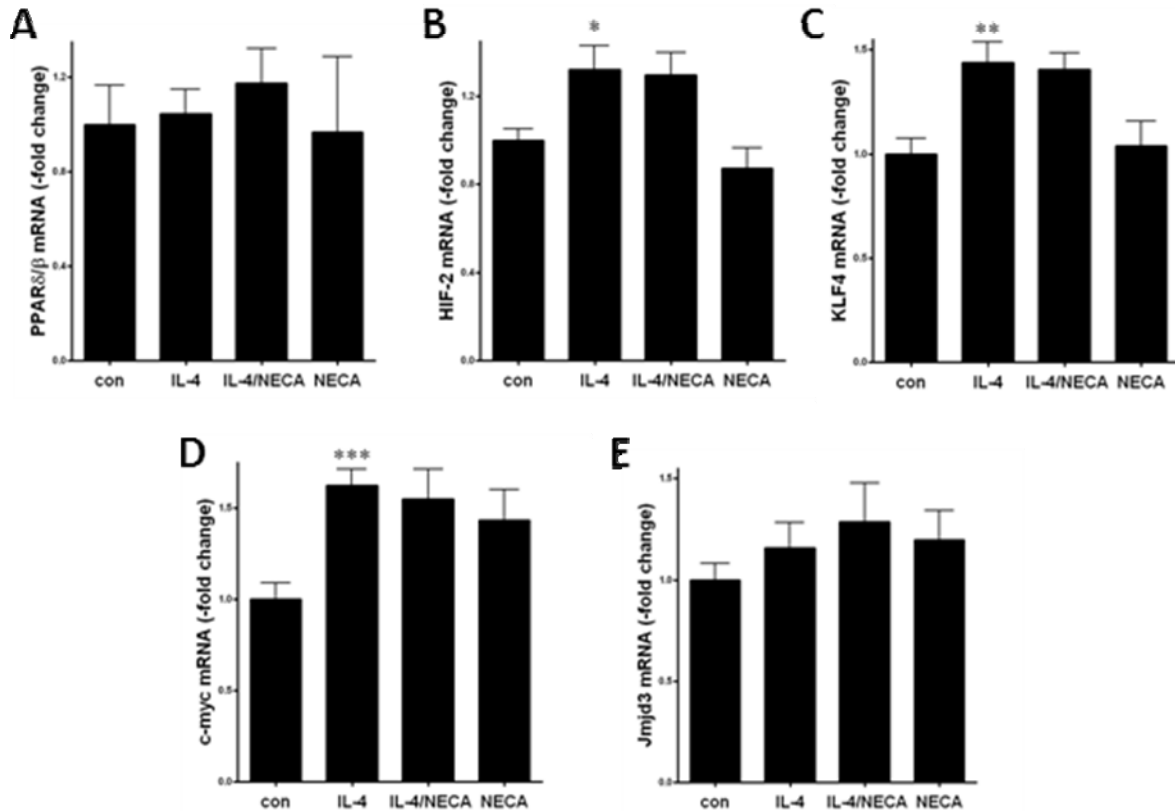 A
PPARδ/β mRNA (-fold change)
1.2
0.8
0.4
0.0
con IL-4 IL-4/NECA NECA
B
HIF-2 mRNA (-fold change)
*
1.2
0.8
0.4
0.0
con IL-4 IL-4/NECA NECA
C
KLF4 mRNA (-fold change)
**
1.5
1.0
0.5
0.0
con IL-4 IL-4/NECA NECA
D
c-myc mRNA (-fold change)
***
1.5
1.0
0.5
0.0
con IL-4 IL-4/NECA NECA
E
Jmjd3 mRNA (-fold change)
1.5
1.0
0.5
0.0
con IL-4 IL-4/NECA NECA